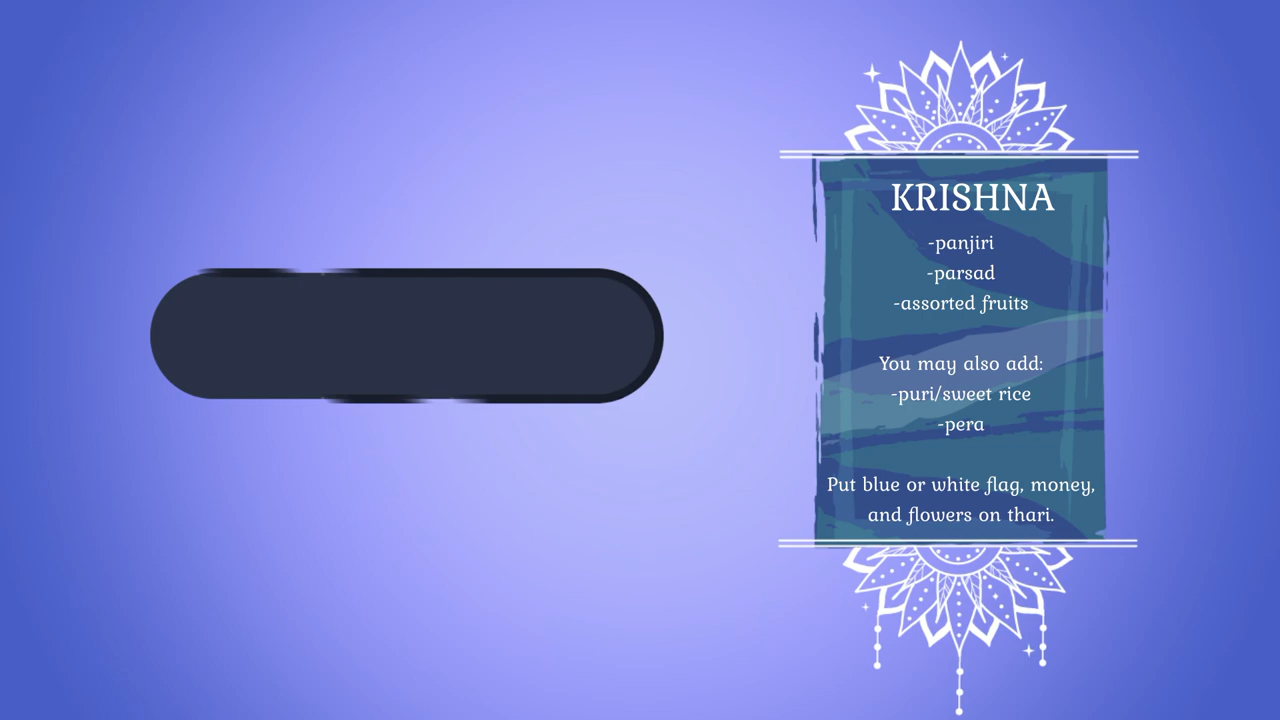 KRISHNA
-panjiri
-parsad
-assorted fruits
You may also add:
-puri/sweet rice
-pera
Put blue or white flag, money,
and flowers on thari.